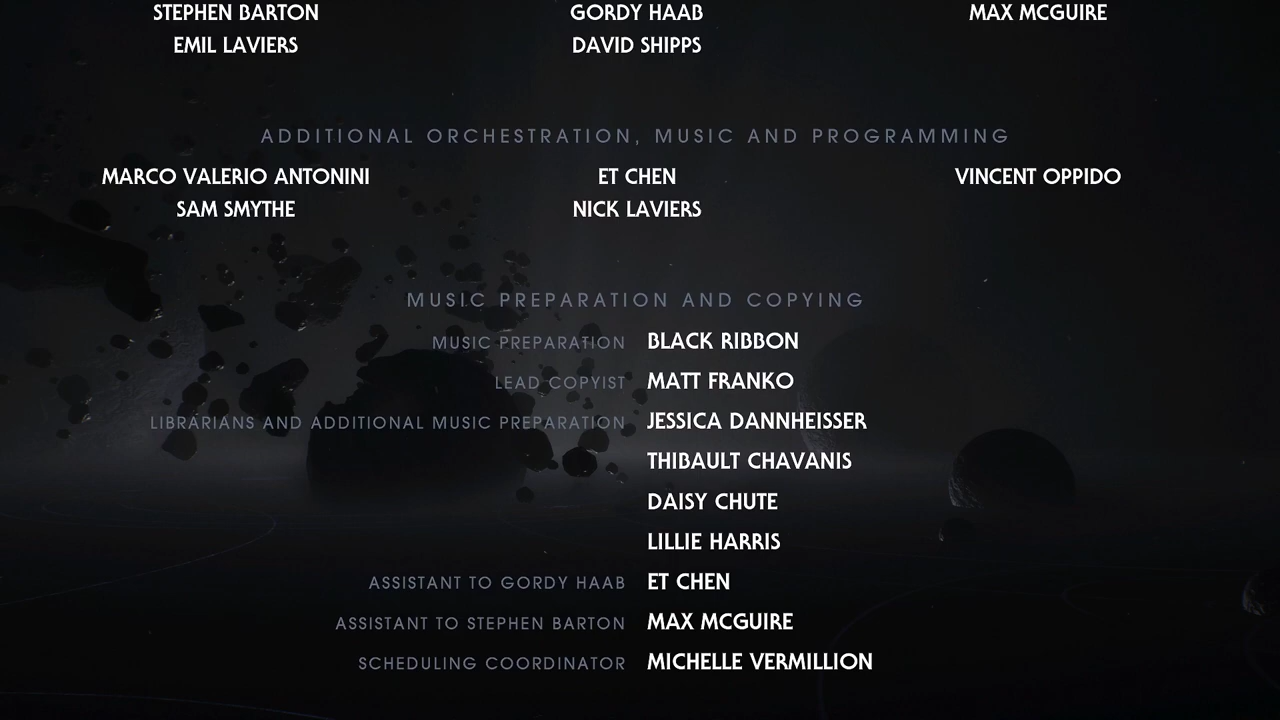 STEPHEN BARTON GORDY HAAB MAX MCGUIRE
EMIL LAVIERS DAVID SHIPPS
ADDITIONAL ORCHESTRATION, MUSIC AND PROGRAMMING
MARCO VALERIO ANTONINI ET CHEN VINCENT OPPIDO
SAM SMYTHE NICK LAVIERS
MUSIC PREPARATION AND COPYING
MUSIC PREPARATION BLACK RIBBON
LEAD COPYIST MATT FRANKO
LIBRARIANS AND ADDITIONAL MUSIC PREPARATION JESSICA DANNHEISSER
THIBAULT CHAVANIS
DAISY CHUTE
LILLIE HARRIS
ASSISTANT TO GORDY HAAB ET CHEN
ASSISTANT TO STEPHEN BARTON MAX MCGUIRE
SCHEDULING COORDINATOR MICHELLE VERMILLION